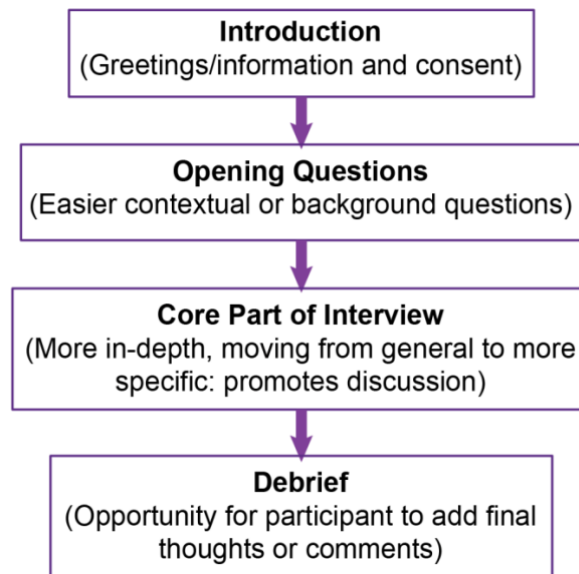 Introduction
(Greetings/information and consent)
Opening Questions
(Easier contextual or background questions)
Core Part of Interview
(More in-depth, moving from general to more
specific: promotes discussion)
Debrief
(Opportunity for participant to add final
thoughts or comments)